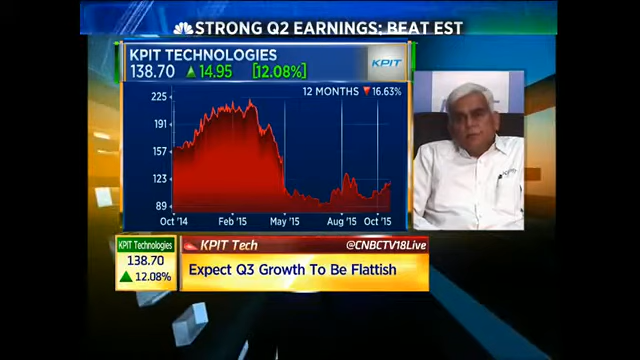 STRONG Q2 EARNINGS; BEAT EST
KPIT TECHNOLOGIES
138.70 ▲ 14.95 [12.08%]
KPIT
12 MONTHS ▼16.63%
225
191
157
123
89
Oct '14 Feb '15 May '15 Aug '15 Oct '15
KPIT Technologies
138.70
▲ 12.08%
KPIT Tech
@CNBCTV18Live
Expect Q3 Growth To Be Flattish